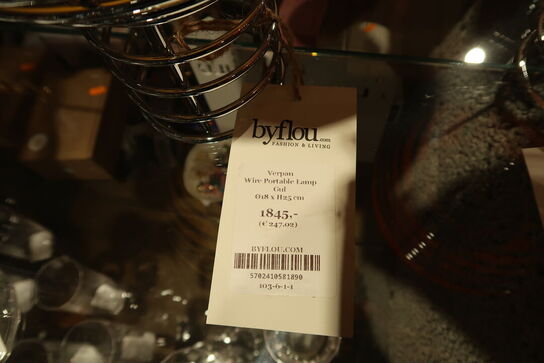 byflou.com
FASHION & LIVING
Verpan
Wire Portable Lamp
Gul
Ø18 x H25 cm
1845,-
(€ 247.02)
BYFLOU.COM
5702410581890
103-6-1-1